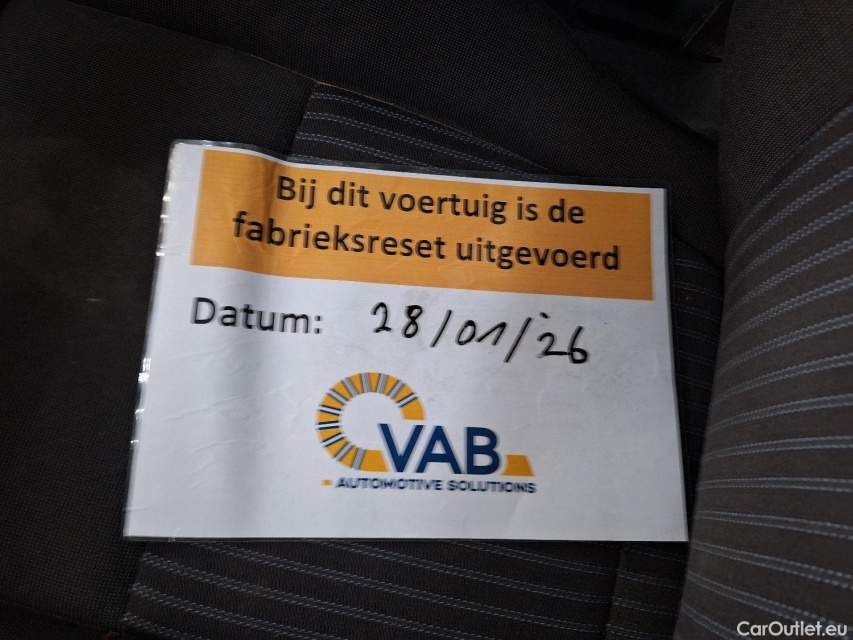 Bij dit voertuig is de
fabrieksreset uitgevoerd
Datum: 28/01/26
VAB
AUTOMOTIVE SOLUTIONS
CarOutlet.eu